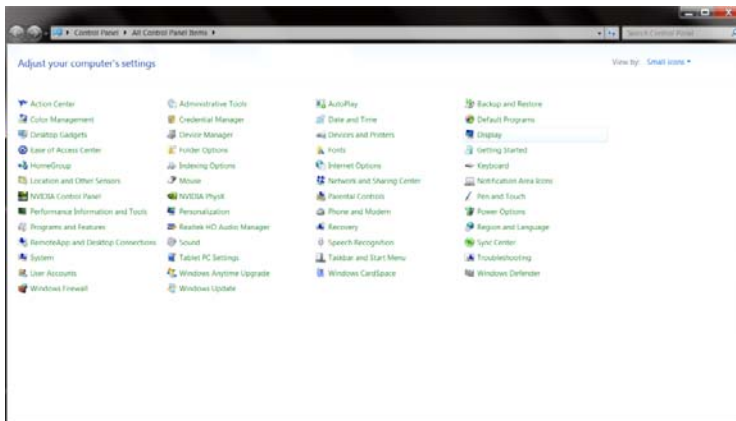 Control Panel ▸ All Control Panel Items ▸
Search Control Panel
Adjust your computer's settings
View by: Small icons
Action Center
Administrative Tools
AutoPlay
Backup and Restore
Color Management
Credential Manager
Date and Time
Default Programs
Desktop Gadgets
Device Manager
Devices and Printers
Display
Ease of Access Center
Folder Options
Fonts
Getting Started
HomeGroup
Indexing Options
Internet Options
Keyboard
Location and Other Sensors
Mouse
Network and Sharing Center
Notification Area Icons
NVIDIA Control Panel
NVIDIA PhysX
Parental Controls
Pen and Touch
Performance Information and Tools
Personalization
Phone and Modem
Power Options
Programs and Features
Realtek HD Audio Manager
Recovery
Region and Language
RemoteApp and Desktop Connections
Sound
Speech Recognition
Sync Center
System
Tablet PC Settings
Taskbar and Start Menu
Troubleshooting
User Accounts
Windows Anytime Upgrade
Windows CardSpace
Windows Defender
Windows Firewall
Windows Update